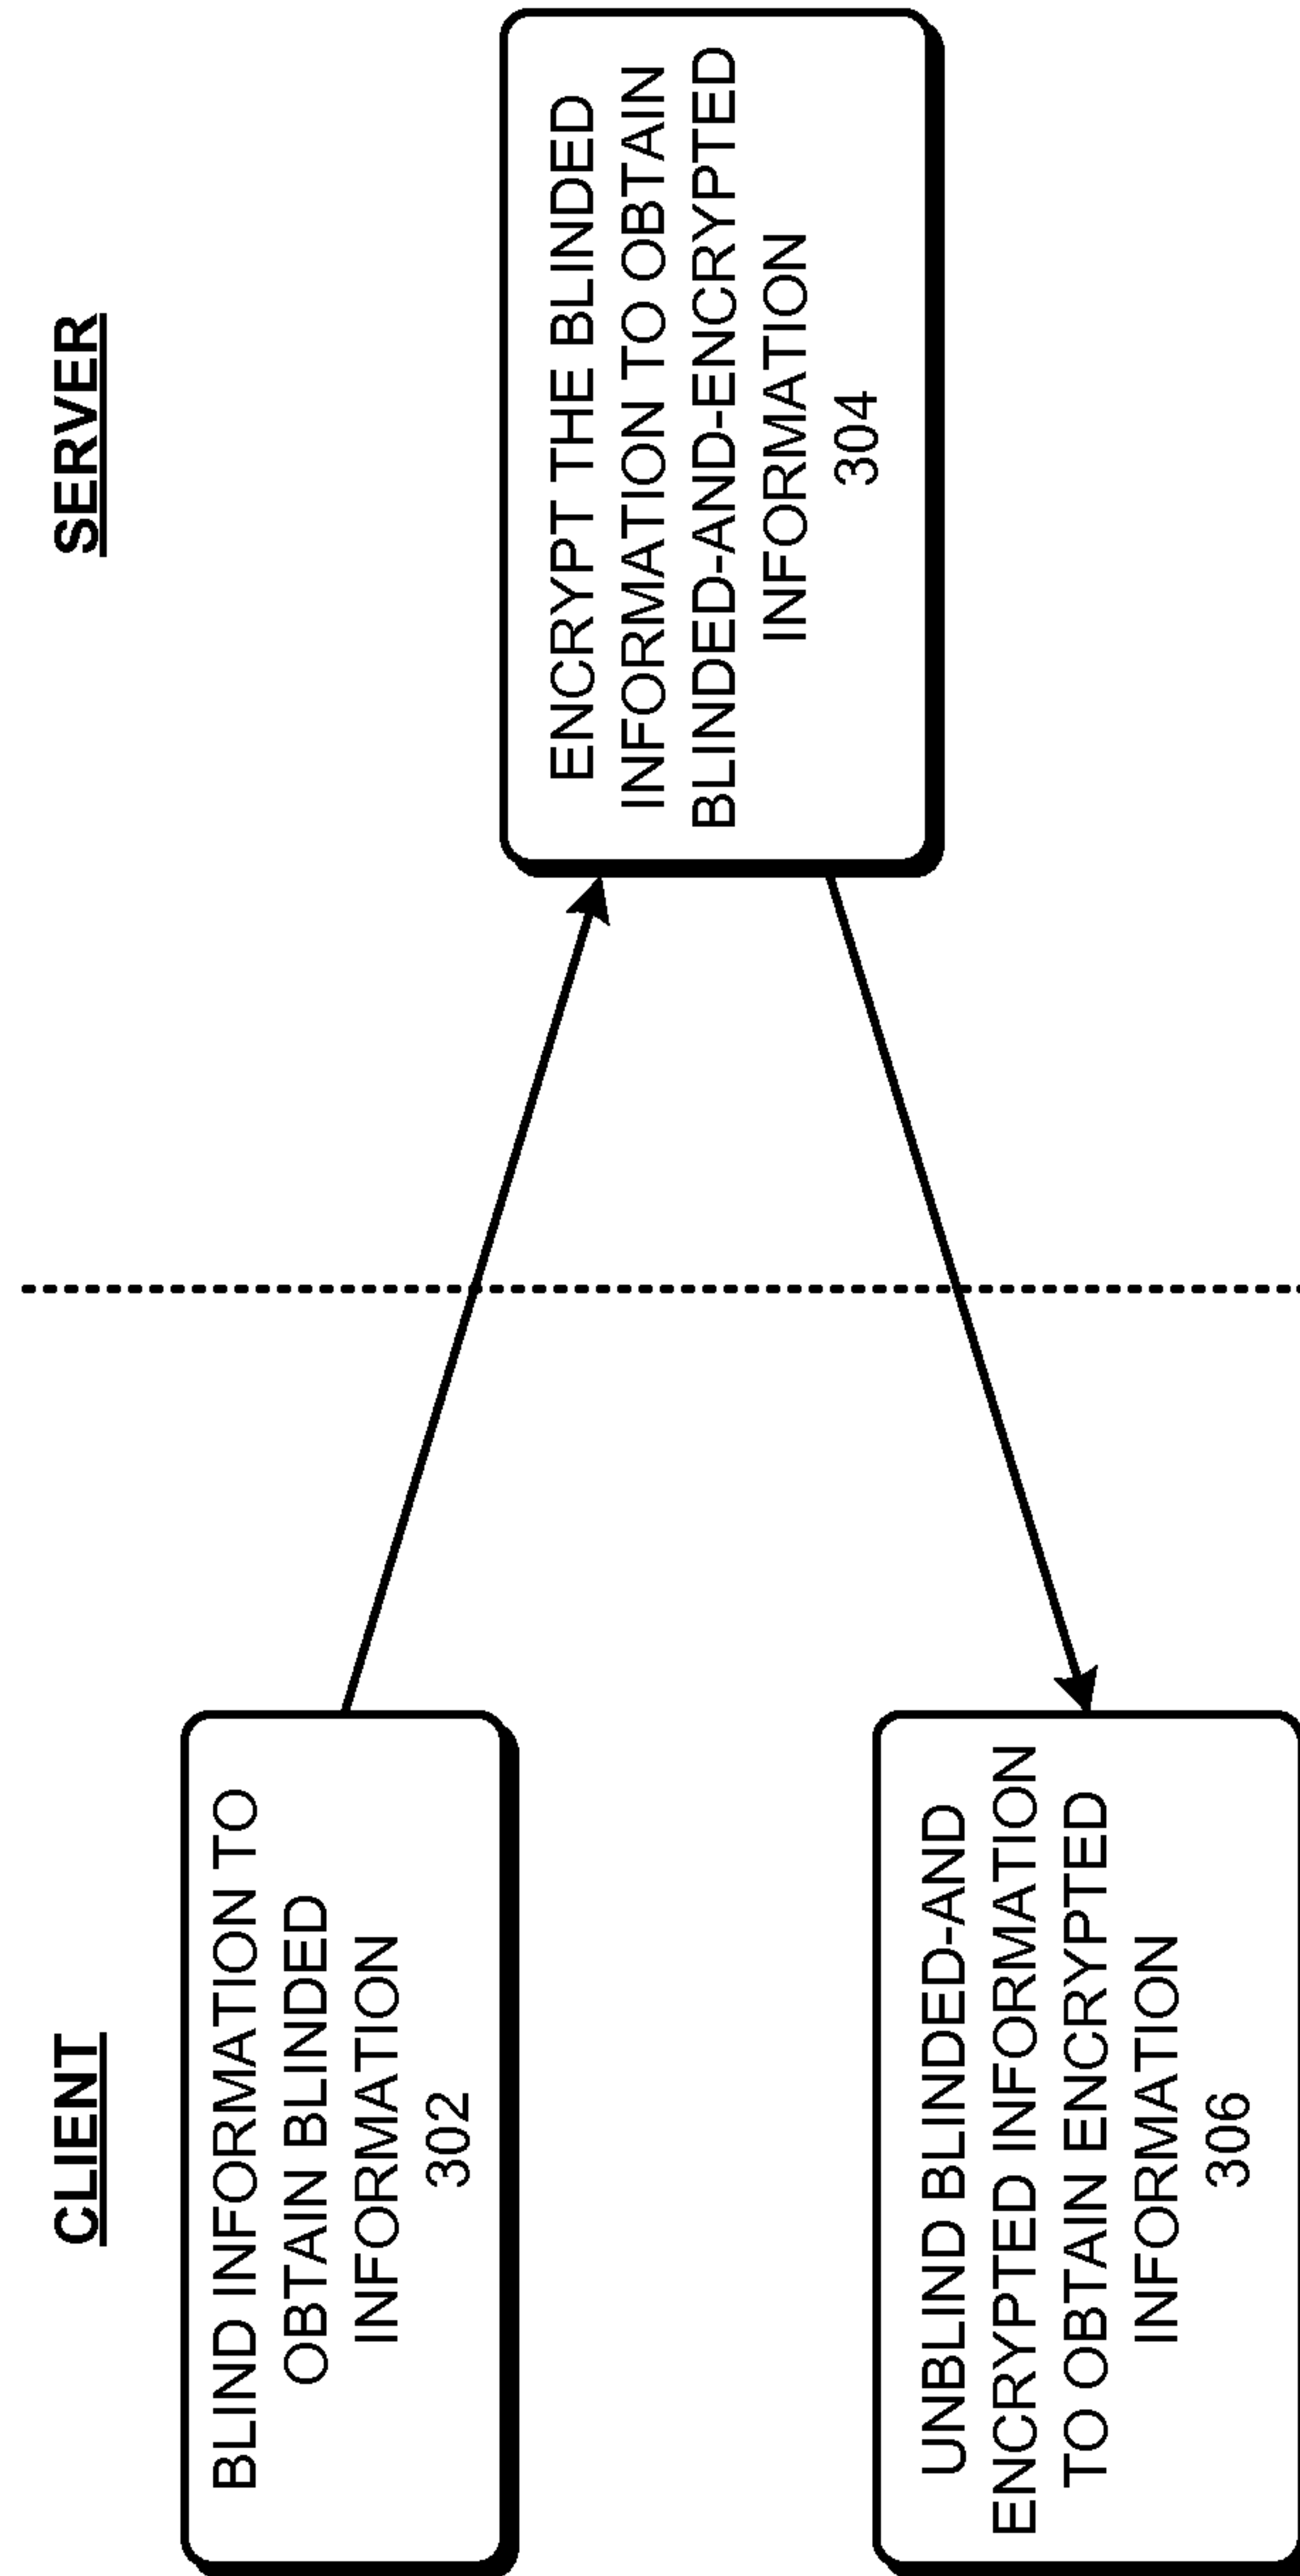 CLIENT
SERVER
BLIND INFORMATION TO
OBTAIN BLINDED
INFORMATION
302
ENCRYPT THE BLINDED
INFORMATION TO OBTAIN
BLINDED-AND-ENCRYPTED
INFORMATION
304
UNBLIND BLINDED-AND
ENCRYPTED INFORMATION
TO OBTAIN ENCRYPTED
INFORMATION
306